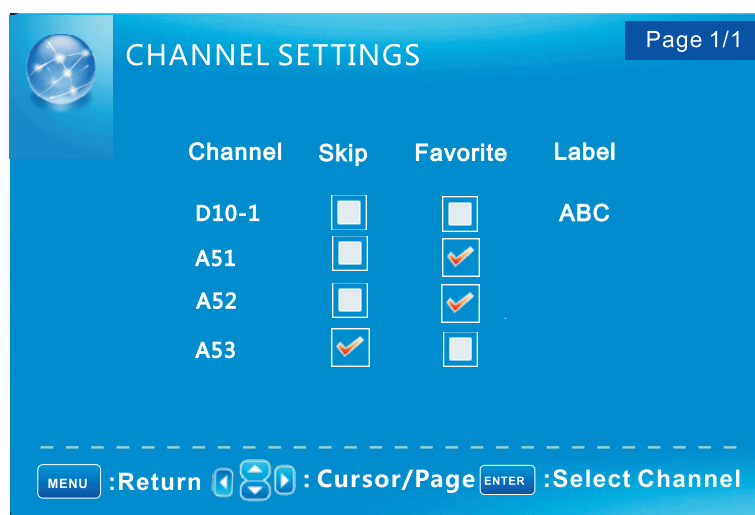 CHANNEL SETTINGS
Page 1/1
Channel Skip Favorite Label
D10-1 ABC
A51
A52
A53
MENU :Return : Cursor/Page ENTER :Select Channel